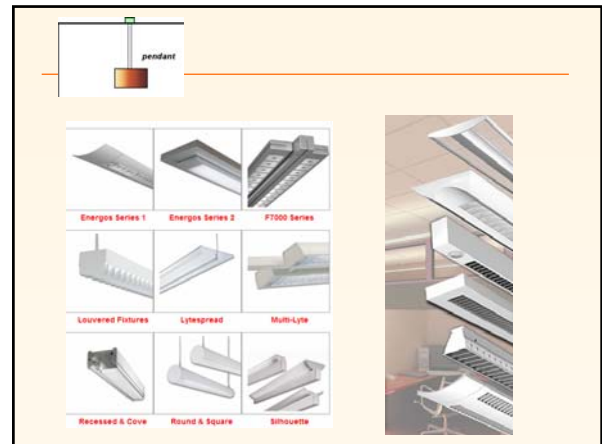 pendant
Energos Series 1
Energos Series 2
F7000 Series
Louvered Fixtures
Lytespread
Multi-Lyte
Recessed & Cove
Round & Square
Silhouette